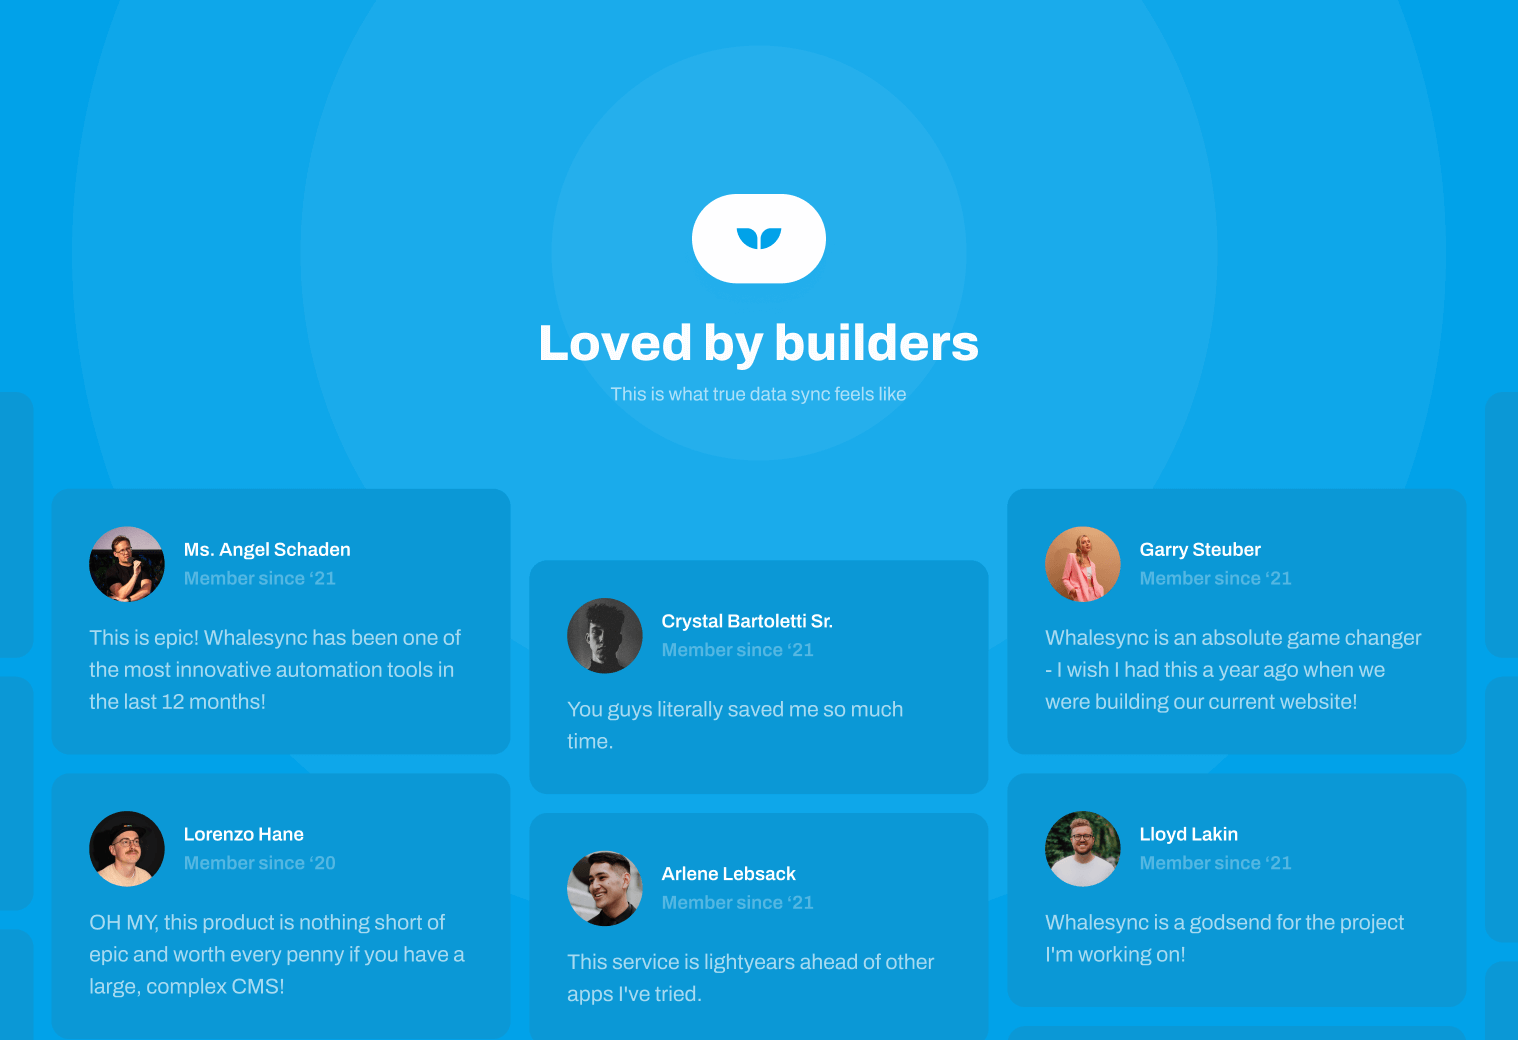 Loved by builders
This is what true data sync feels like
Ms. Angel Schaden
Member since ‘21
This is epic! Whalesync has been one of
the most innovative automation tools in
the last 12 months!
Lorenzo Hane
Member since ‘20
OH MY, this product is nothing short of
epic and worth every penny if you have a
large, complex CMS!
Crystal Bartoletti Sr.
Member since ‘21
You guys literally saved me so much
time.
Arlene Lebsack
Member since ‘21
This service is lightyears ahead of other
apps I've tried.
Garry Steuber
Member since ‘21
Whalesync is an absolute game changer
- I wish I had this a year ago when we
were building our current website!
Lloyd Lakin
Member since ‘21
Whalesync is a godsend for the project
I'm working on!